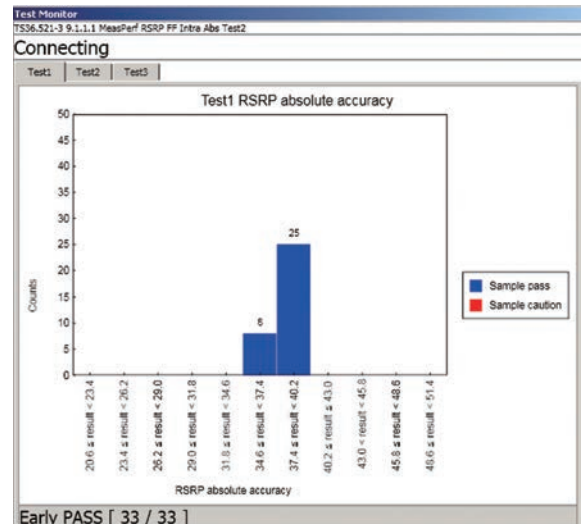 Test Monitor
TS36.521-3 9.1.1.1 MeasPerf RSRP FF Intra Abs Test2
Connecting
Test1 Test2 Test3
Test1 RSRP absolute accuracy
50
45
40
35
30
25
20
15
10
5
0
Counts
8
25
Sample pass
Sample caution
20.6 ≤ result < 23.4
23.4 ≤ result < 26.2
26.2 ≤ result < 29.0
29.0 ≤ result < 31.8
31.8 ≤ result < 34.6
34.6 ≤ result < 37.4
37.4 ≤ result < 40.2
40.2 ≤ result ≤ 43.0
43.0 < result < 45.8
45.8 ≤ result < 48.6
48.6 ≤ result < 51.4
RSRP absolute accuracy
Early PASS [ 33 / 33 ]